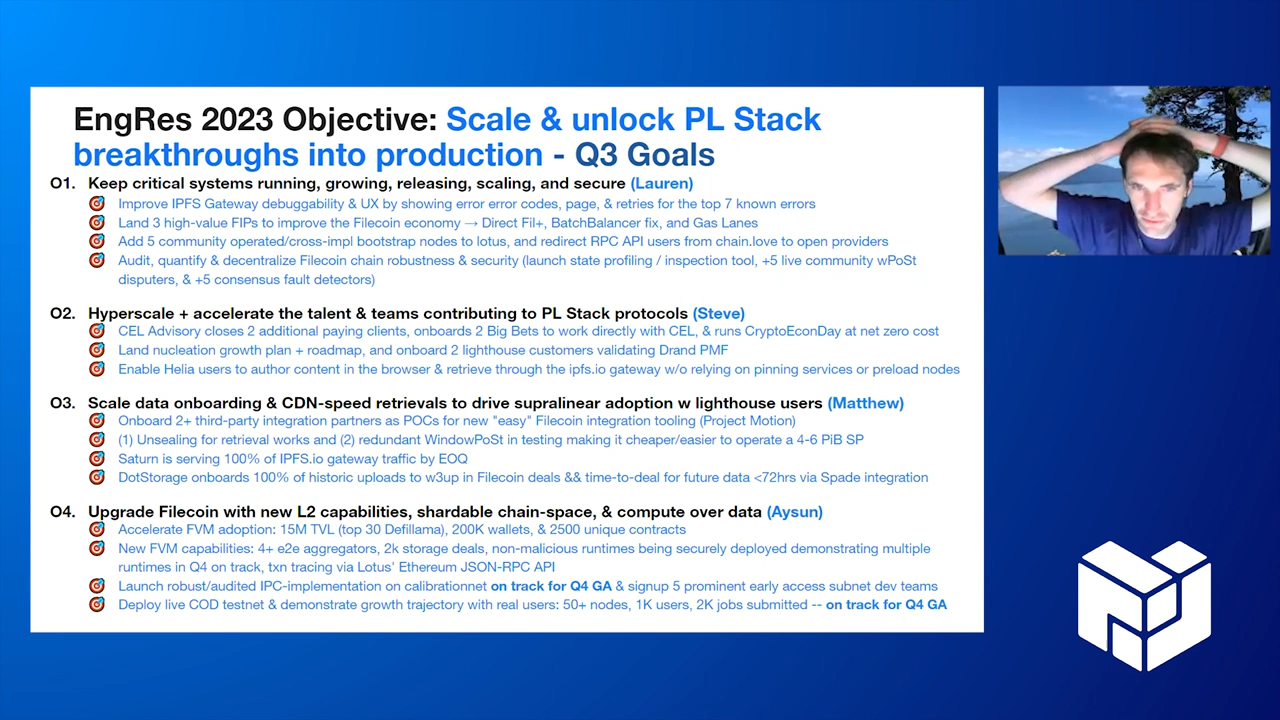 EngRes 2023 Objective: Scale & unlock PL Stack
breakthroughs into production - Q3 Goals
O1. Keep critical systems running, growing, releasing, scaling, and secure (Lauren)
Improve IPFS Gateway debuggability & UX by showing error error codes, page, & retries for the top 7 known errors
Land 3 high-value FIPs to improve the Filecoin economy → Direct Fil+, BatchBalancer fix, and Gas Lanes
Add 5 community operated/cross-impl bootstrap nodes to lotus, and redirect RPC API users from chain.love to open providers
Audit, quantify & decentralize Filecoin chain robustness & security (launch state profiling / inspection tool, +5 live community wPoSt
disputers, & +5 consensus fault detectors)
O2. Hyperscale + accelerate the talent & teams contributing to PL Stack protocols (Steve)
CEL Advisory closes 2 additional paying clients, onboards 2 Big Bets to work directly with CEL, & runs CryptoEconDay at net zero cost
Land nucleation growth plan + roadmap, and onboard 2 lighthouse customers validating Drand PMF
Enable Helia users to author content in the browser & retrieve through the ipfs.io gateway w/o relying on pinning services or preload nodes
O3. Scale data onboarding & CDN-speed retrievals to drive supralinear adoption w lighthouse users (Matthew)
Onboard 2+ third-party integration partners as POCs for new "easy" Filecoin integration tooling (Project Motion)
(1) Unsealing for retrieval works and (2) redundant WindowPoSt in testing making it cheaper/easier to operate a 4-6 PiB SP
Saturn is serving 100% of IPFS.io gateway traffic by EOQ
DotStorage onboards 100% of historic uploads to w3up in Filecoin deals && time-to-deal for future data <72hrs via Spade integration
O4. Upgrade Filecoin with new L2 capabilities, shardable chain-space, & compute over data (Aysun)
Accelerate FVM adoption: 15M TVL (top 30 Defillama), 200K wallets, & 2500 unique contracts
New FVM capabilities: 4+ e2e aggregators, 2k storage deals, non-malicious runtimes being securely deployed demonstrating multiple
runtimes in Q4 on track, txn tracing via Lotus' Ethereum JSON-RPC API
Launch robust/audited IPC-implementation on calibrationnet on track for Q4 GA & signup 5 prominent early access subnet dev teams
Deploy live COD testnet & demonstrate growth trajectory with real users: 50+ nodes, 1K users, 2K jobs submitted -- on track for Q4 GA